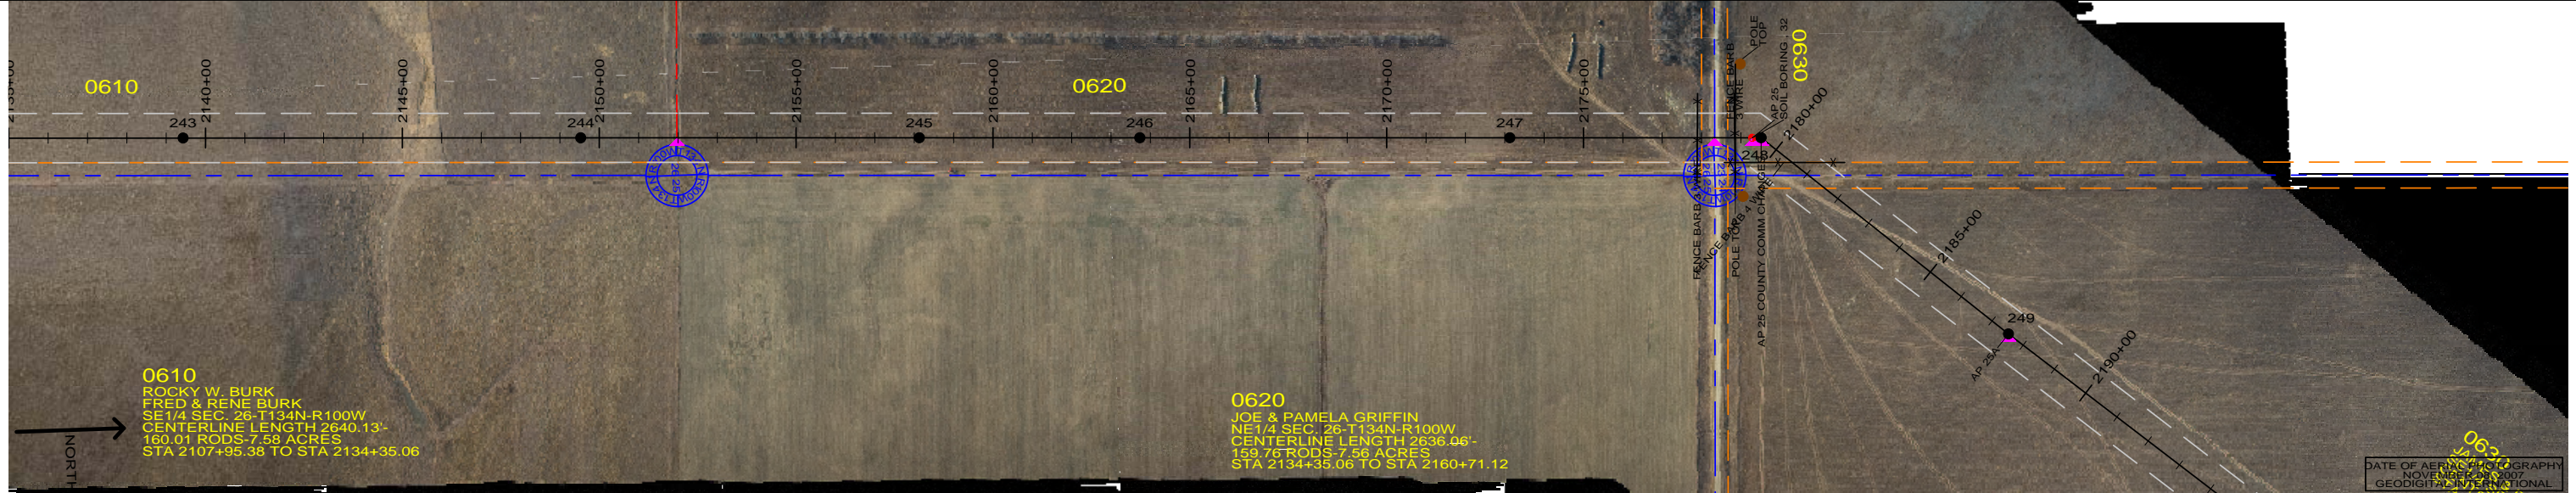 0610
2140+00
2145+00
2150+00
2155+00
0620
2160+00
2165+00
2170+00
2175+00
FENCE BARB
3 WIRE
POLE
TOP
AP 25
SOIL BORING , 32
0630
2180+00
243
244
245
246
247
248
26 25
FENCE BARB
AP 25 COUNTY COMM CHANGE
2185+00
249
AP 25A
2190+00
0610
ROCKY W. BURK
FRED & RENE BURK
SE1/4 SEC. 26-T134N-R100W
CENTERLINE LENGTH 2640.13'-
160.01 RODS-7.58 ACRES
STA 2107+95.38 TO STA 2134+35.06
NORTH
0620
JOE & PAMELA GRIFFIN
NE1/4 SEC. 26-T134N-R100W
CENTERLINE LENGTH 2636.06'-
159.76 RODS-7.56 ACRES
STA 2134+35.06 TO STA 2160+71.12
DATE OF AERIAL PHOTOGRAPHY
NOVEMBER 2007
GEODIGITAL INTERNATIONAL